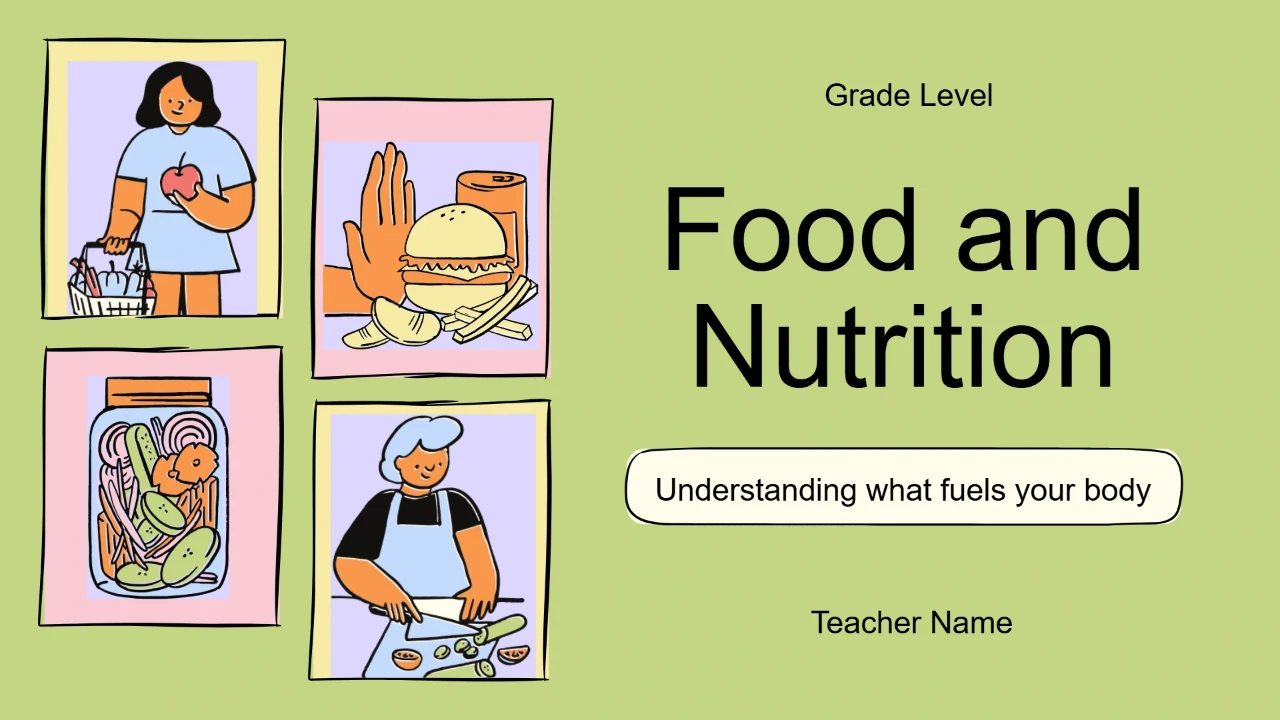 Grade Level
Food and
Nutrition
Understanding what fuels your body
Teacher Name